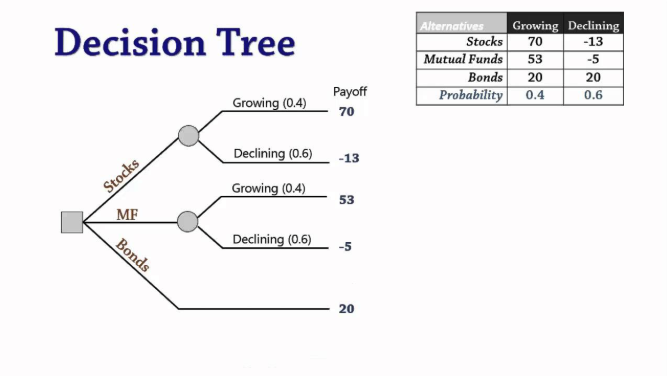 Decision Tree
Alternatives Growing Declining
Stocks 70 -13
Mutual Funds 53 -5
Bonds 20 20
Probability 0.4 0.6
Payoff
Growing (0.4) 70
Stocks
Declining (0.6) -13
Growing (0.4) 53
MF
Declining (0.6) -5
Bonds
20